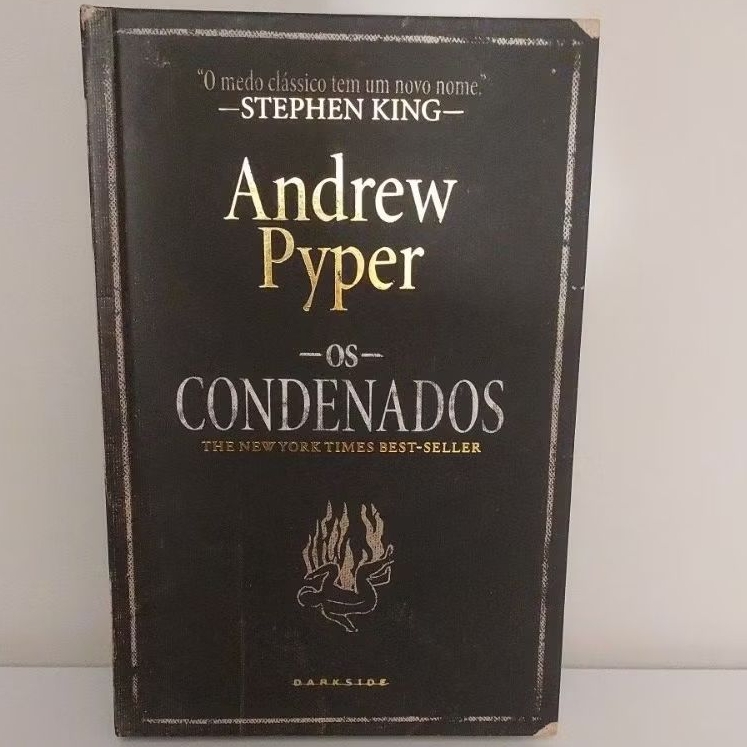 "O medo clássico tem um novo nome."
—STEPHEN KING—
Andrew
Pyper
—OS—
CONDENADOS
THE NEW YORK TIMES BEST-SELLER
DARKSIDE